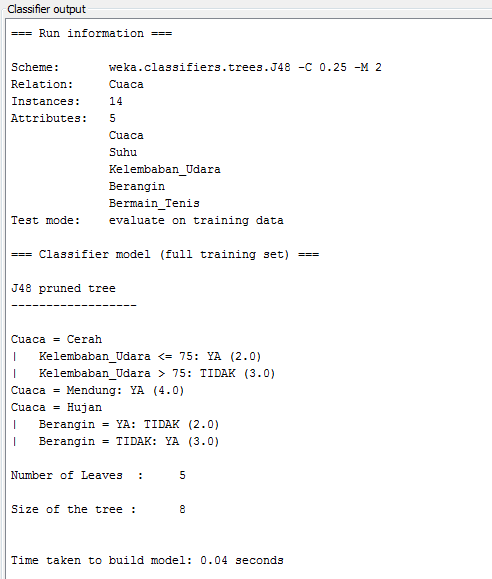 Classifier output
=== Run information ===
Scheme:       weka.classifiers.trees.J48 -C 0.25 -M 2
Relation:     Cuaca
Instances:    14
Attributes:   5
              Cuaca
              Suhu
              Kelembaban_Udara
              Berangin
              Bermain_Tenis
Test mode:    evaluate on training data
=== Classifier model (full training set) ===
J48 pruned tree
------------------
Cuaca = Cerah
|   Kelembaban_Udara <= 75: YA (2.0)
|   Kelembaban_Udara > 75: TIDAK (3.0)
Cuaca = Mendung: YA (4.0)
Cuaca = Hujan
|   Berangin = YA: TIDAK (2.0)
|   Berangin = TIDAK: YA (3.0)
Number of Leaves  :     5
Size of the tree :      8
Time taken to build model: 0.04 seconds